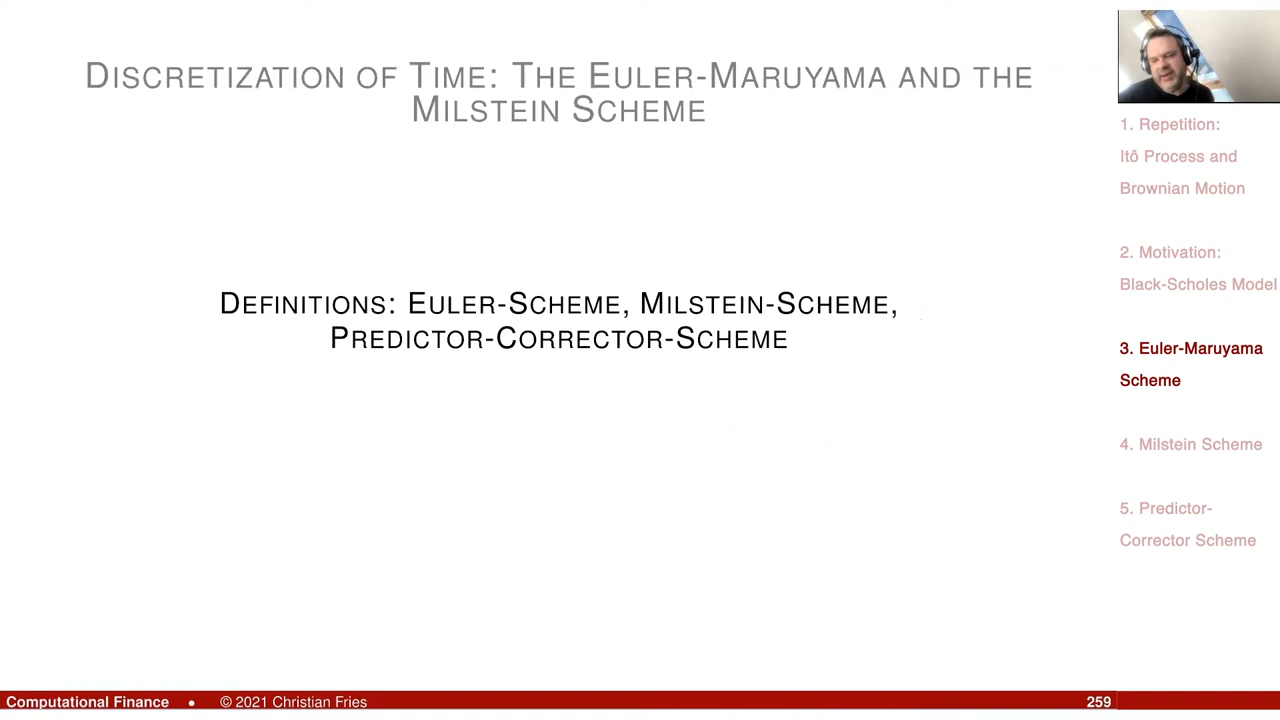 DISCRETIZATION OF TIME: THE EULER-MARUYAMA AND THE
MILSTEIN SCHEME
DEFINITIONS: EULER-SCHEME, MILSTEIN-SCHEME,
PREDICTOR-CORRECTOR-SCHEME
1. Repetition:
Itô Process and
Brownian Motion
2. Motivation:
Black-Scholes Model
3. Euler-Maruyama
Scheme
4. Milstein Scheme
5. Predictor-
Corrector Scheme
Computational Finance • © 2021 Christian Fries 259